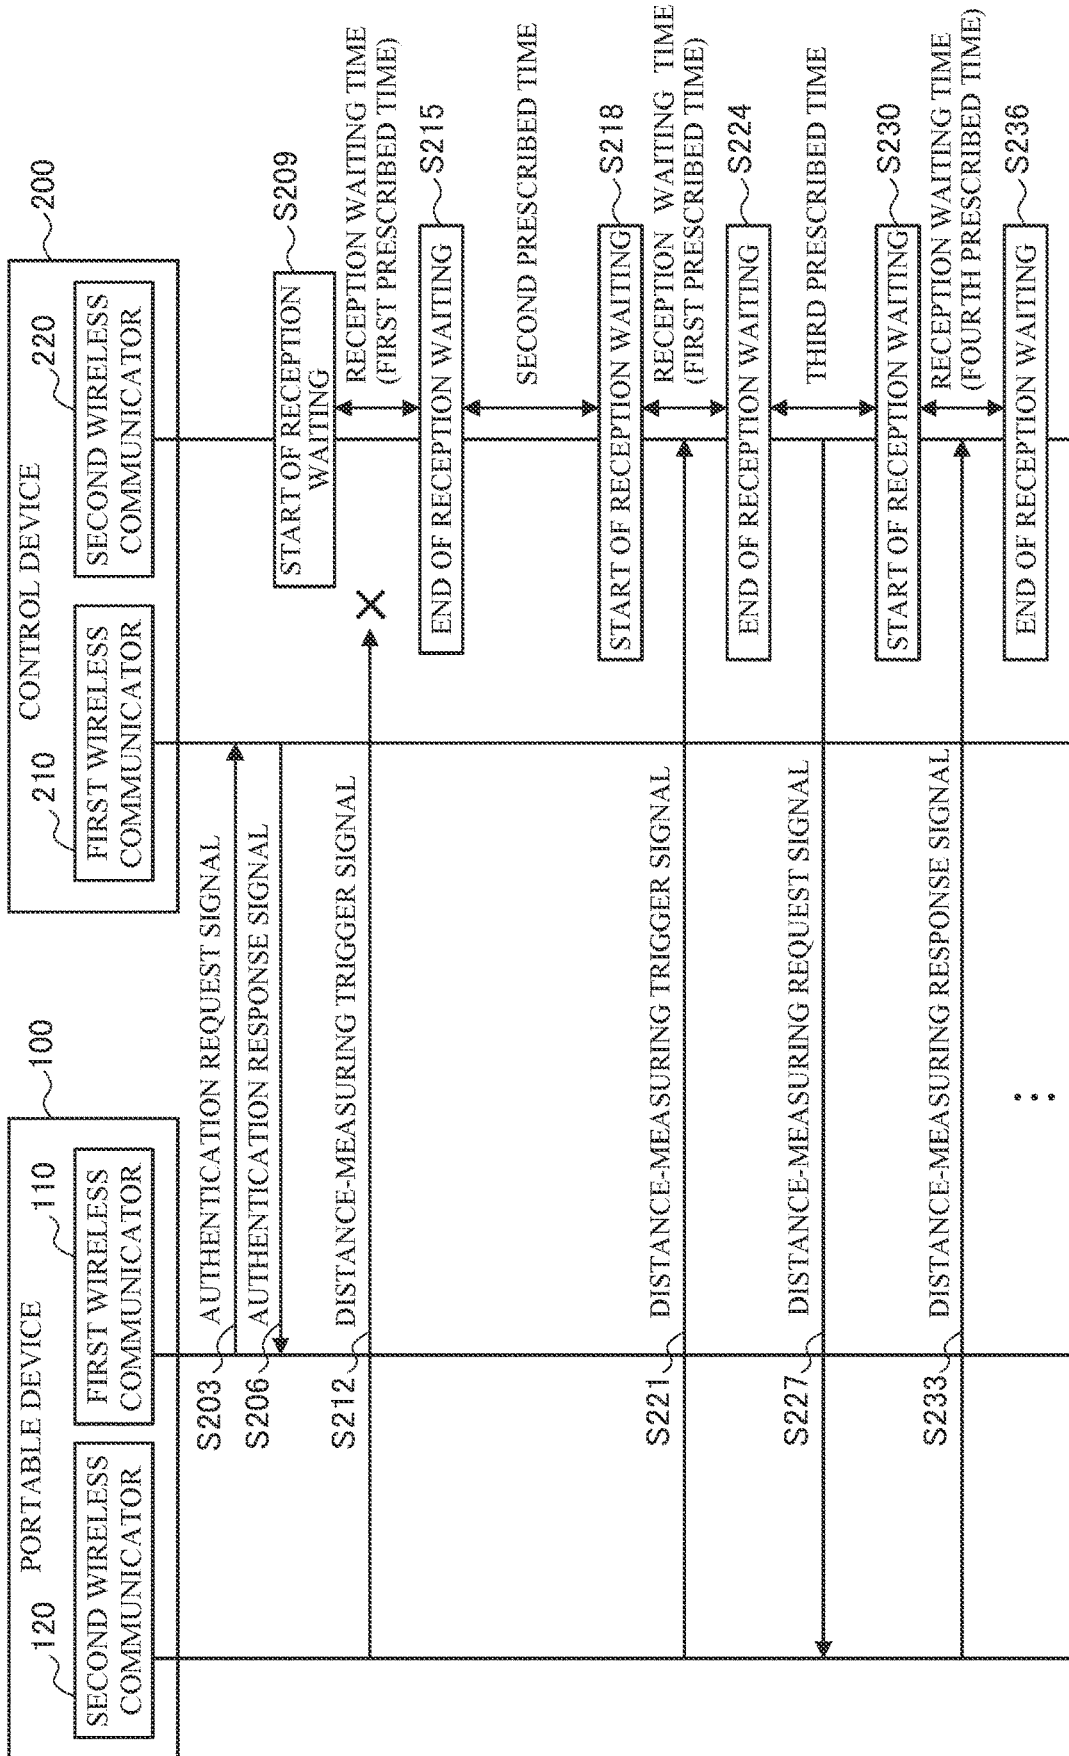 PORTABLE DEVICE
100
120
SECOND WIRELESS
COMMUNICATOR
110
FIRST WIRELESS
COMMUNICATOR
CONTROL DEVICE
200
210
FIRST WIRELESS
COMMUNICATOR
220
SECOND WIRELESS
COMMUNICATOR
S203
AUTHENTICATION REQUEST SIGNAL
S206
AUTHENTICATION RESPONSE SIGNAL
START OF RECEPTION
WAITING
S209
RECEPTION WAITING TIME
(FIRST PRESCRIBED TIME)
S212
DISTANCE-MEASURING TRIGGER SIGNAL
END OF RECEPTION WAITING
S215
SECOND PRESCRIBED TIME
START OF RECEPTION WAITING
S218
RECEPTION WAITING TIME
(FIRST PRESCRIBED TIME)
S221
DISTANCE-MEASURING TRIGGER SIGNAL
END OF RECEPTION WAITING
S224
THIRD PRESCRIBED TIME
S227
DISTANCE-MEASURING REQUEST SIGNAL
START OF RECEPTION WAITING
S230
RECEPTION WAITING TIME
(FOURTH PRESCRIBED TIME)
S233
DISTANCE-MEASURING RESPONSE SIGNAL
END OF RECEPTION WAITING
S236